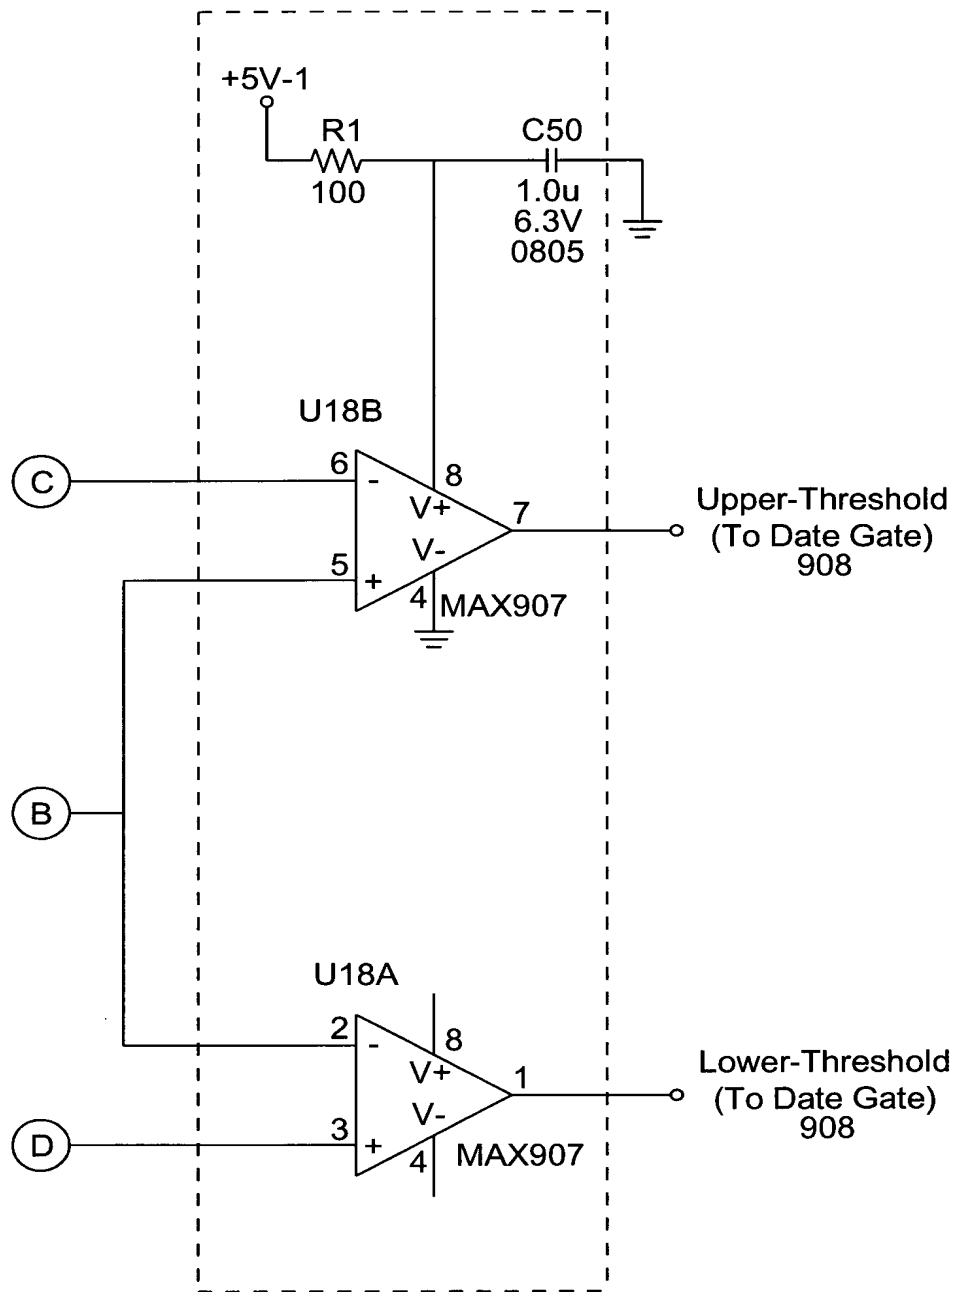 +5V-1
R1
100
C50
1.0u
6.3V
0805
U18B
C
6
-
8
V+
7
Upper-Threshold
(To Date Gate)
908
V-
5
+
4
MAX907
B
U18A
2
-
8
V+
1
Lower-Threshold
(To Date Gate)
908
V-
D
3
+
4
MAX907